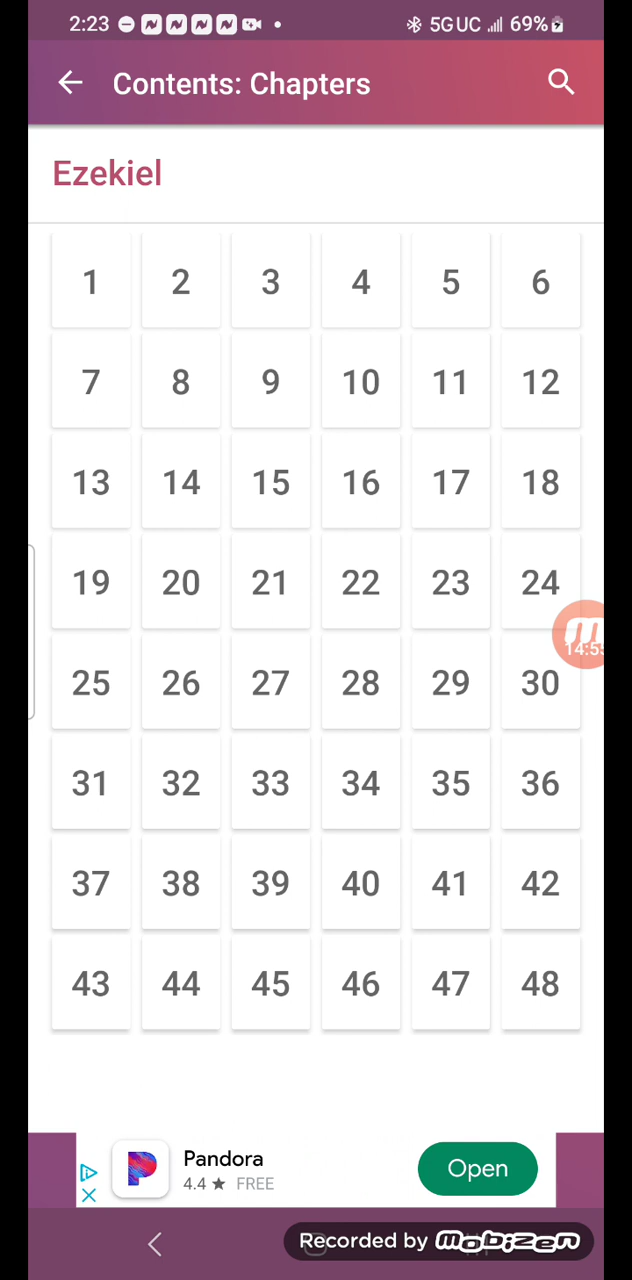 2:23 5GUC 69%
Contents: Chapters
Ezekiel
1 2 3 4 5 6
7 8 9 10 11 12
13 14 15 16 17 18
19 20 21 22 23 24
14:55
25 26 27 28 29 30
31 32 33 34 35 36
37 38 39 40 41 42
43 44 45 46 47 48
Pandora
4.4 ★ FREE
Open
Recorded by mobizen